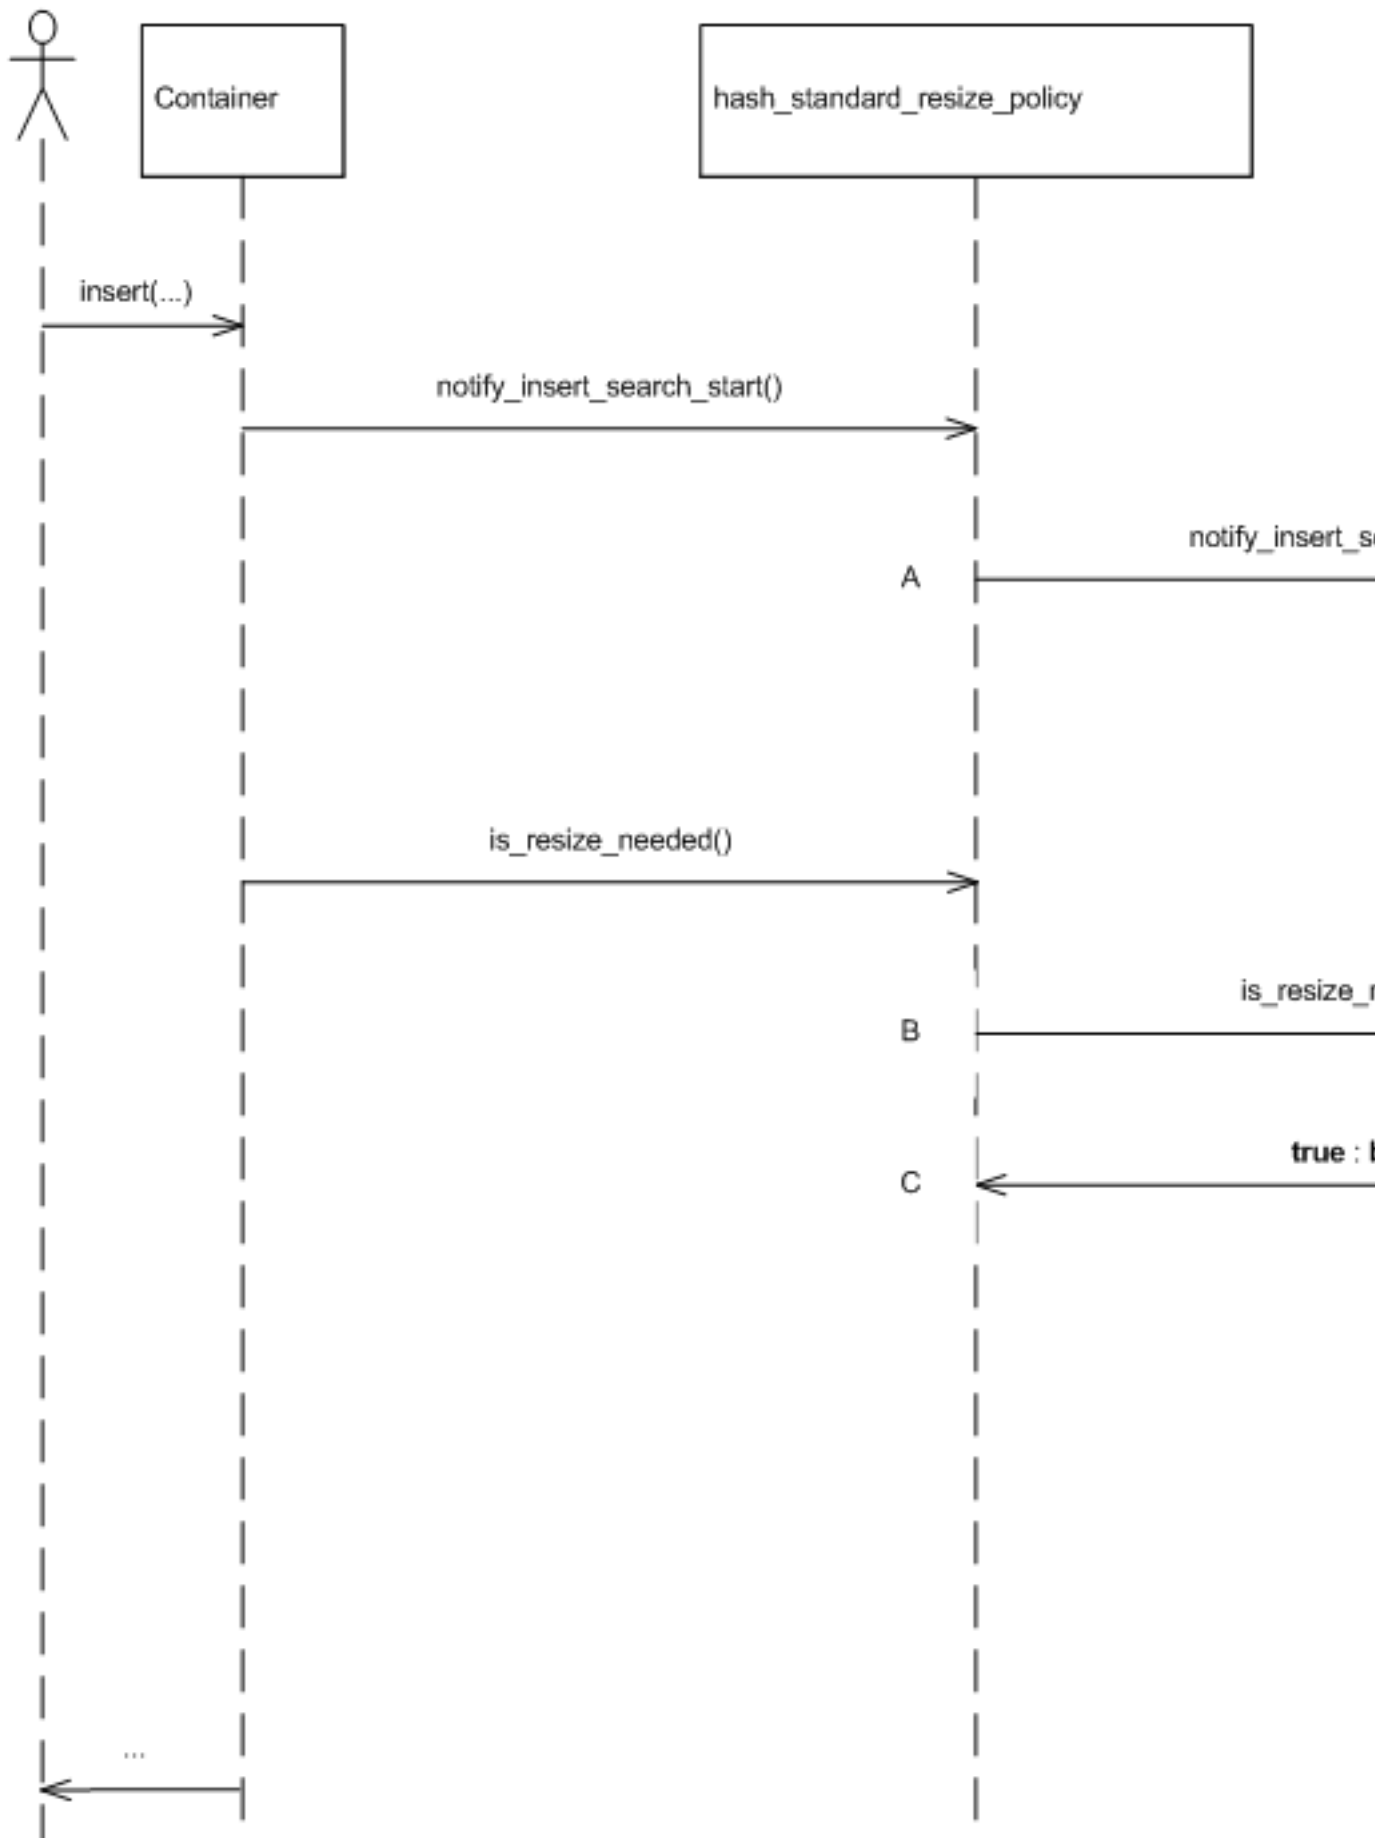 Container
hash_standard_resize_policy
insert(...)
notify_insert_search_start()
notify_insert_s
A
is_resize_needed()
is_resize_
B
true :
C
...